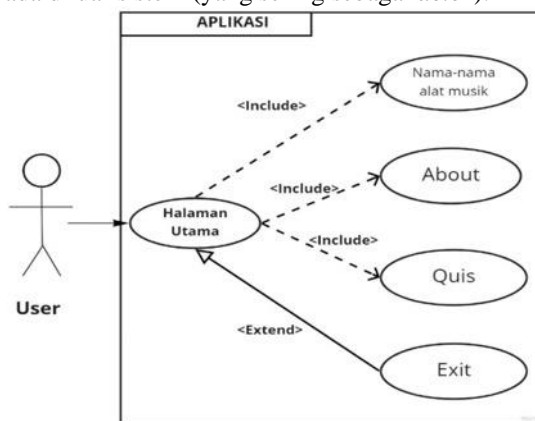 APLIKASI
Nama-nama
alat musik
<Include>
About
<Include>
Halaman
Utama
<Include>
Quis
User
<Extend>
Exit